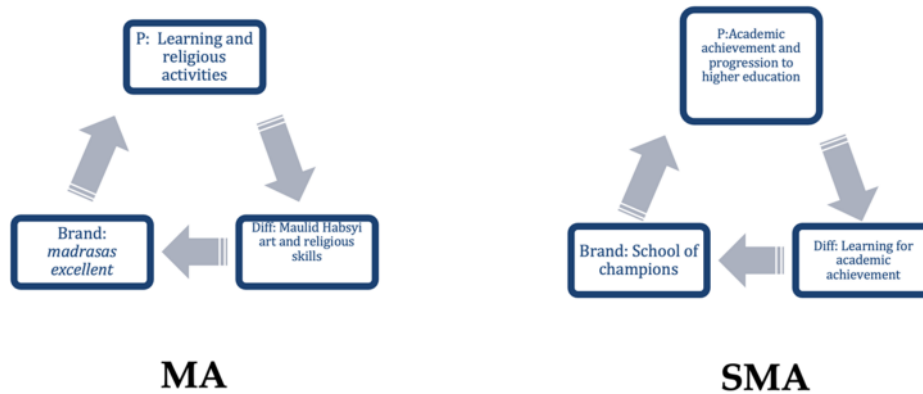 P: Learning and
religious
activities
Diff: Maulid Habsyi
art and religious
skills
Brand:
madrasas
excellent
MA
P:Academic
achievement and
progression to
higher education
Diff: Learning for
academic
achievement
Brand: School of
champions
SMA